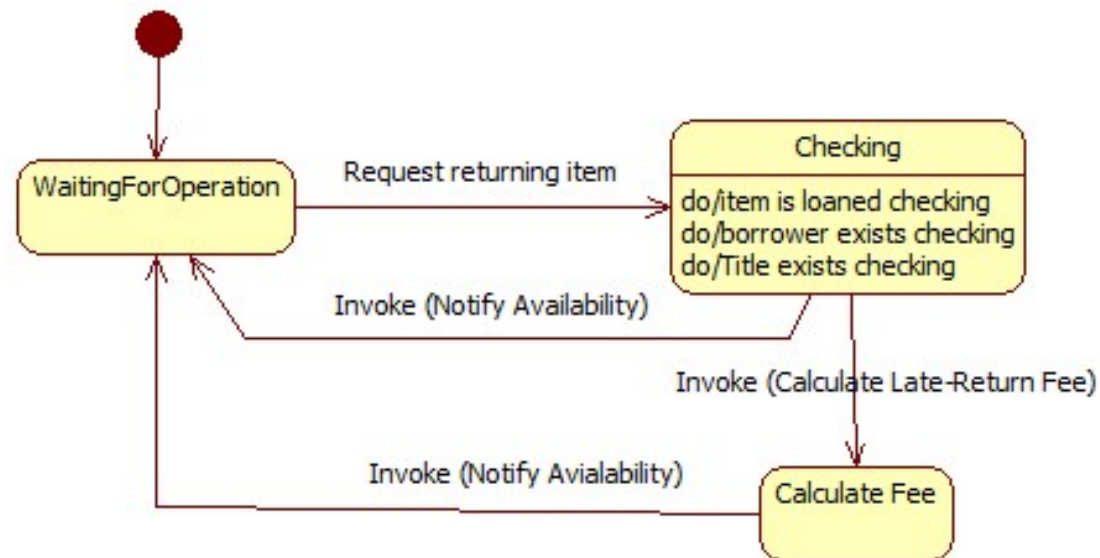 WaitingForOperation
Request returning item
Checking
do/item is loaned checking
do/borrower exists checking
do/Title exists checking
Invoke (Notify Availability)
Invoke (Calculate Late-Return Fee)
Invoke (Notify Avialability)
Calculate Fee